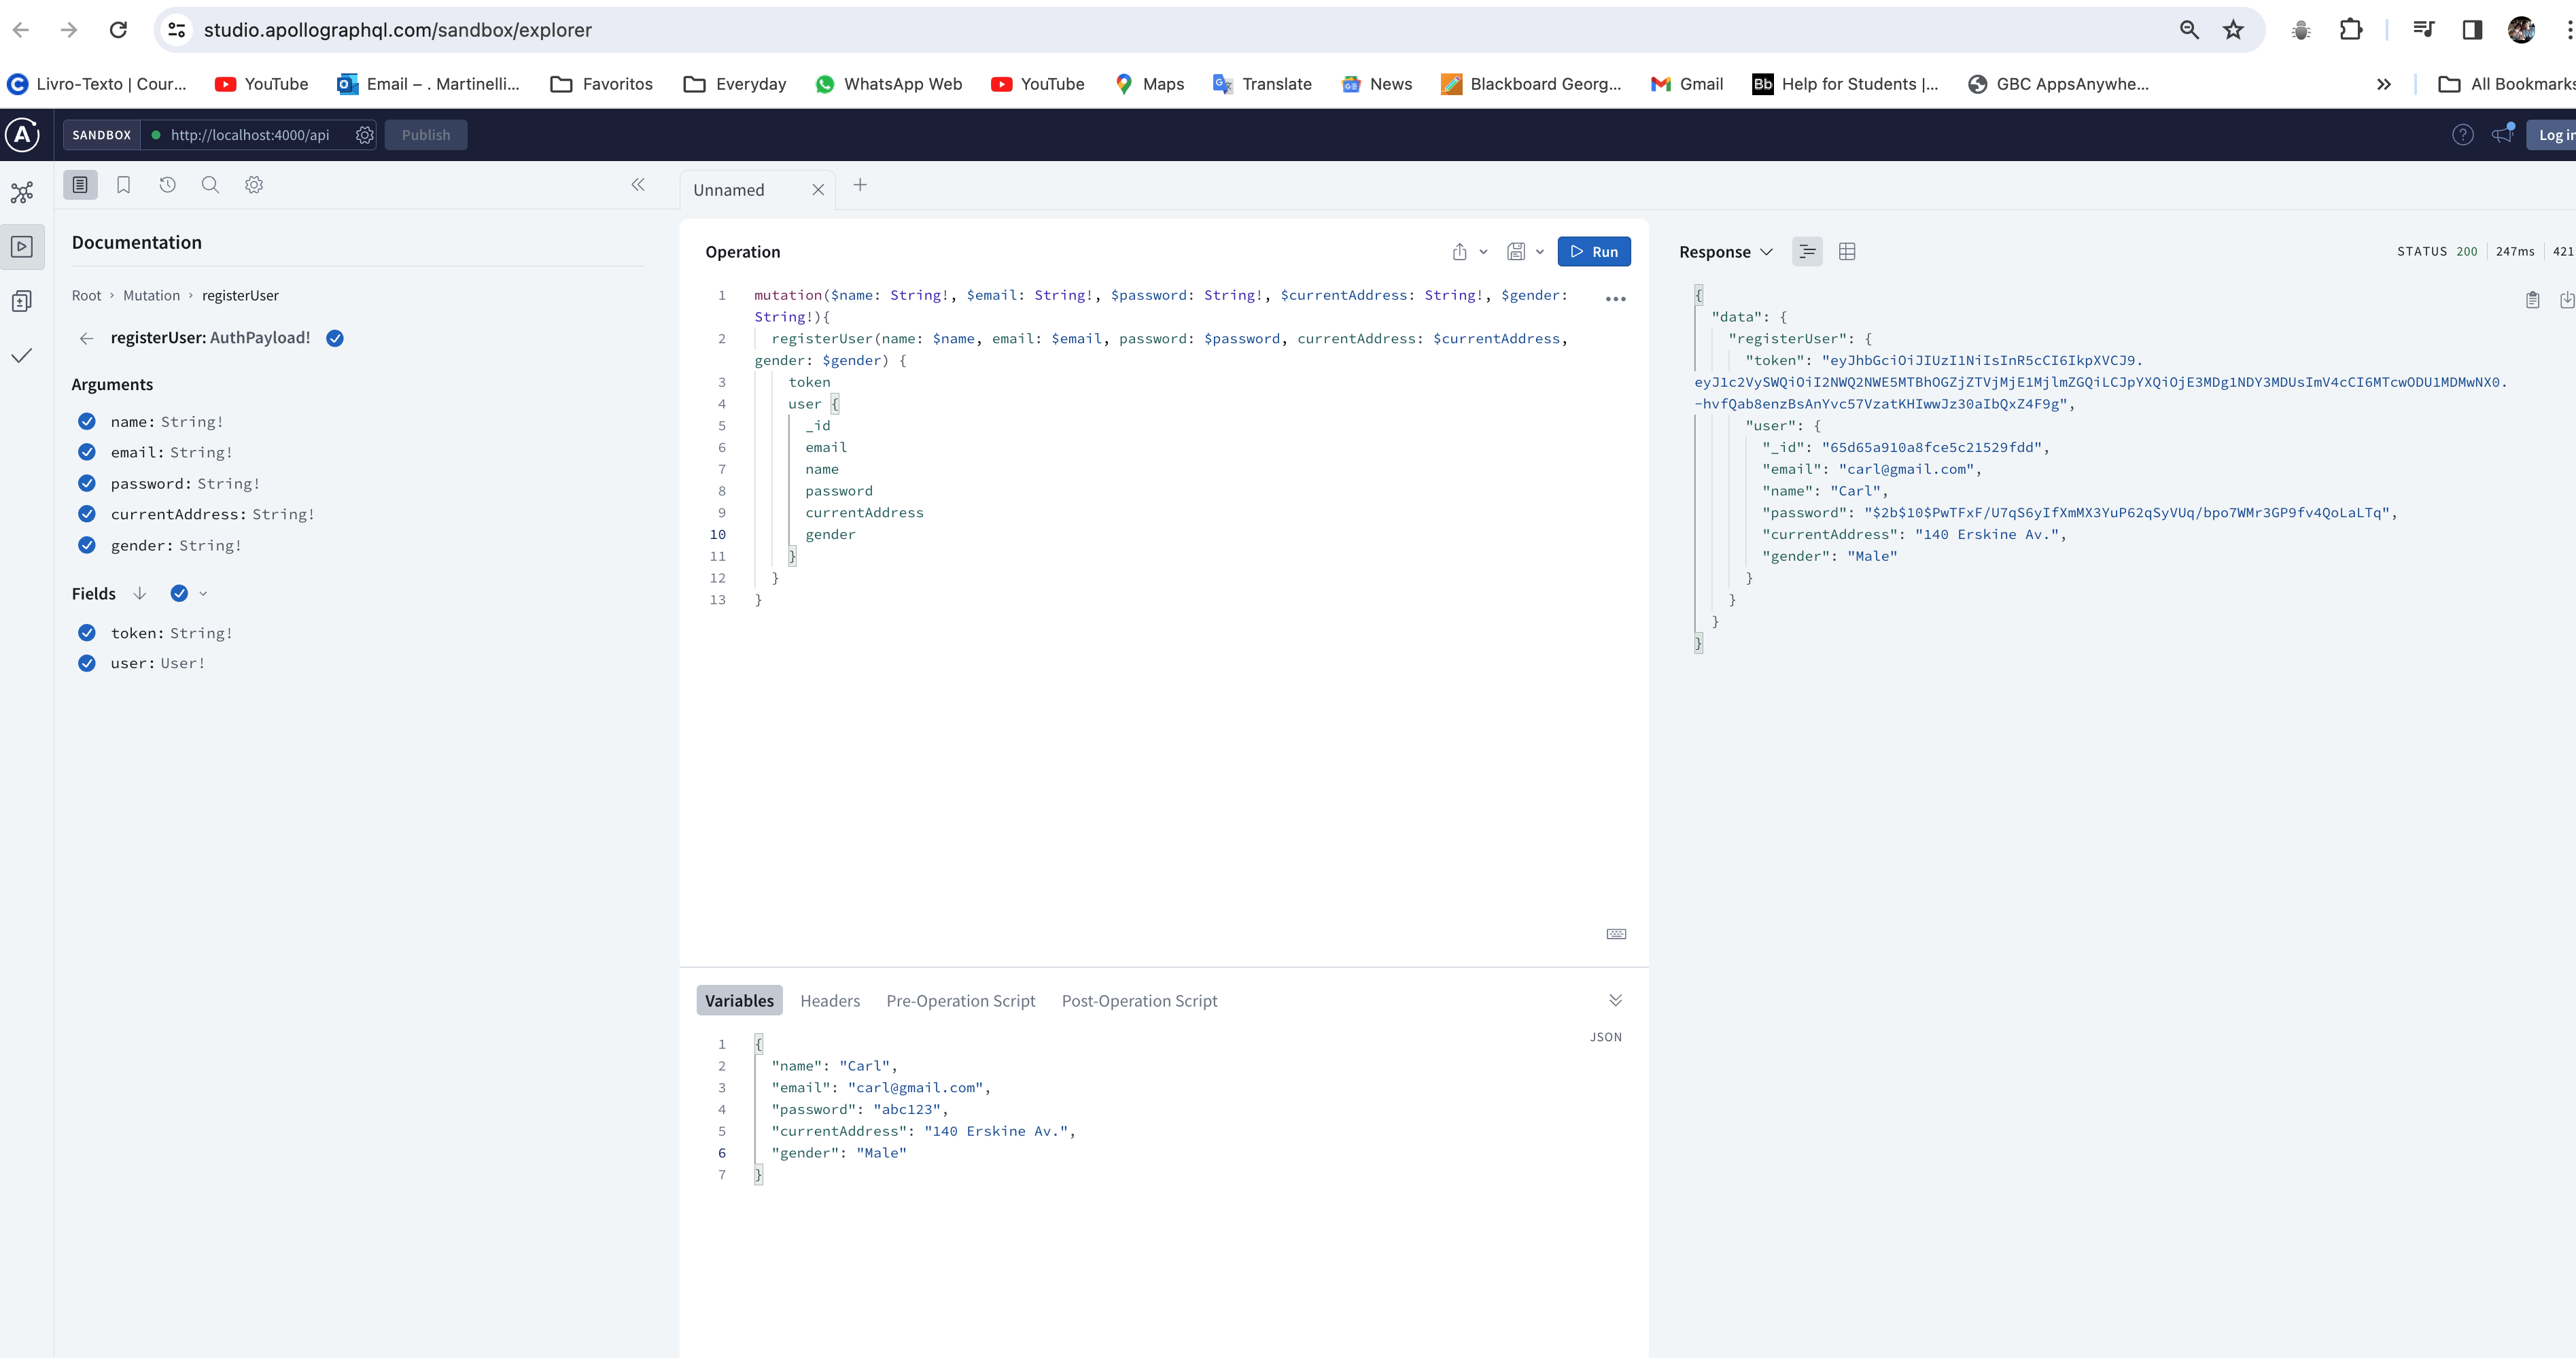 studio.apollographql.com/sandbox/explorer
Livro-Texto | Cour...
YouTube
Email – . Martinelli...
Favoritos
Everyday
WhatsApp Web
YouTube
Maps
Translate
News
Blackboard Georg...
Gmail
Bb Help for Students |...
GBC AppsAnywhe...
All Bookmarks
SANDBOX
http://localhost:4000/api
Publish
Log in
Unnamed
Documentation
Root › Mutation › registerUser
registerUser: AuthPayload!
Arguments
name: String!
email: String!
password: String!
currentAddress: String!
gender: String!
Fields
token: String!
user: User!
Operation
Run
1 mutation($name: String!, $email: String!, $password: String!, $currentAddress: String!, $gender:
String!){
2 registerUser(name: $name, email: $email, password: $password, currentAddress: $currentAddress,
gender: $gender) {
3 token
4 user {
5 _id
6 email
7 name
8 password
9 currentAddress
10 gender
11 }
12 }
13 }
Variables
Headers
Pre-Operation Script
Post-Operation Script
JSON
1 {
2 "name": "Carl",
3 "email": "carl@gmail.com",
4 "password": "abc123",
5 "currentAddress": "140 Erskine Av.",
6 "gender": "Male"
7 }
Response
STATUS 200
247ms
421
{
"data": {
"registerUser": {
"token": "eyJhbGciOiJIUzI1NiIsInR5cCI6IkpXVCJ9.
eyJ1c2VySWQiOiI2NWQ2NWE5MTBhOGZjZTVjMjE1MjlmZGQiLCJpYXQiOjE3MDg1NDY3MDUsImV4cCI6MTcwODU1MDMwNX0.
-hvfQab8enzBsAnYvc57VzatKHIwwJz30aIbQxZ4F9g",
"user": {
"_id": "65d65a910a8fce5c21529fdd",
"email": "carl@gmail.com",
"name": "Carl",
"password": "$2b$10$PwTFxF/U7qS6yIfXmMX3YuP62qSyVUq/bpo7WMr3GP9fv4QoLaLTq",
"currentAddress": "140 Erskine Av.",
"gender": "Male"
}
}
}
}